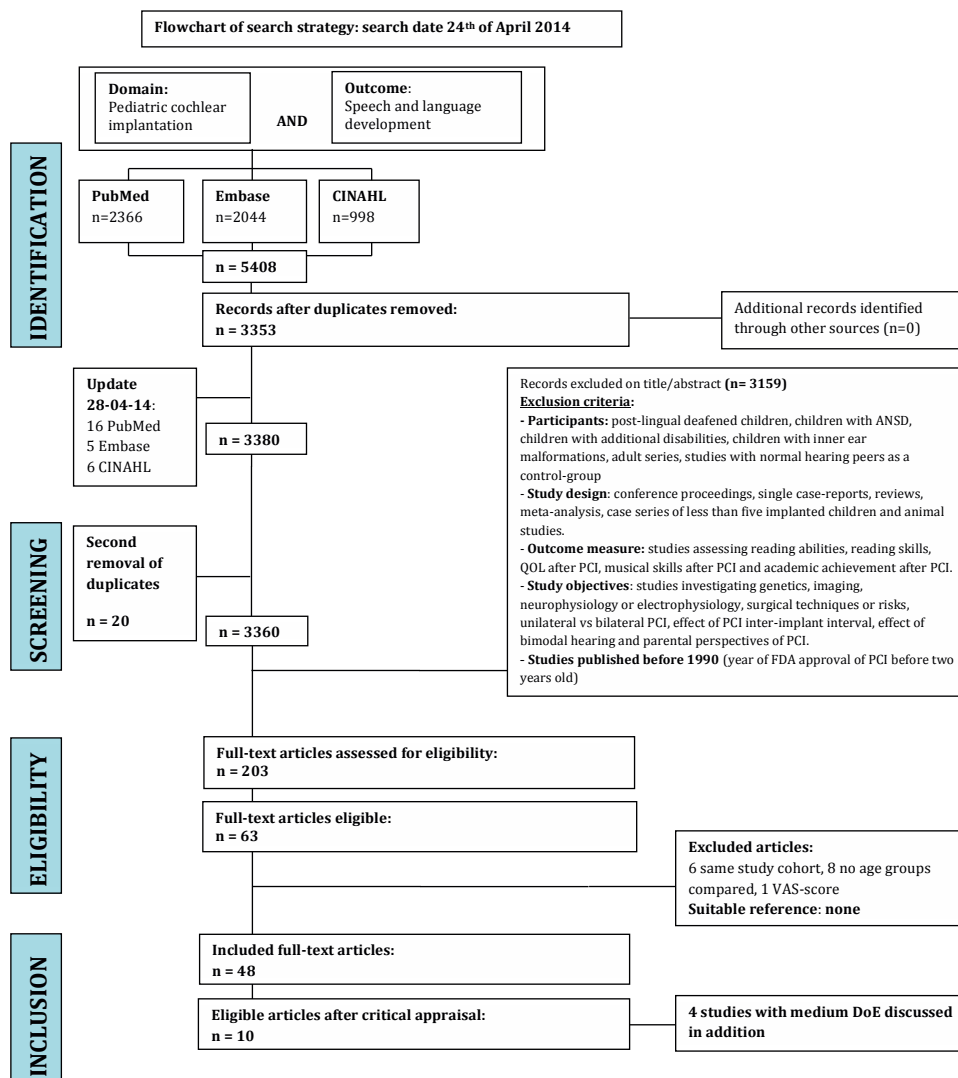 Flowchart of search strategy: search date 24th of April 2014
Domain:
Pediatric cochlear
implantation
AND
Outcome:
Speech and language
development
IDENTIFICATION
PubMed
n=2366
Embase
n=2044
CINAHL
n=998
n = 5408
Records after duplicates removed:
n = 3353
Additional records identified
through other sources (n=0)
Update
28-04-14:
16 PubMed
5 Embase
6 CINAHL
n = 3380
Records excluded on title/abstract (n= 3159)
Exclusion criteria:
- Participants: post-lingual deafened children, children with ANSD,
children with additional disabilities, children with inner ear
malformations, adult series, studies with normal hearing peers as a
control-group
- Study design: conference proceedings, single case-reports, reviews,
meta-analysis, case series of less than five implanted children and animal
studies.
- Outcome measure: studies assessing reading abilities, reading skills,
QOL after PCI, musical skills after PCI and academic achievement after PCI.
- Study objectives: studies investigating genetics, imaging,
neurophysiology or electrophysiology, surgical techniques or risks,
unilateral vs bilateral PCI, effect of PCI inter-implant interval, effect of
bimodal hearing and parental perspectives of PCI.
- Studies published before 1990 (year of FDA approval of PCI before two
years old)
SCREENING
Second
removal of
duplicates
n = 20
n = 3360
ELIGIBILITY
Full-text articles assessed for eligibility:
n = 203
Full-text articles eligible:
n = 63
Excluded articles:
6 same study cohort, 8 no age groups
compared, 1 VAS-score
Suitable reference: none
INCLUSION
Included full-text articles:
n = 48
Eligible articles after critical appraisal:
n = 10
4 studies with medium DoE discussed
in addition